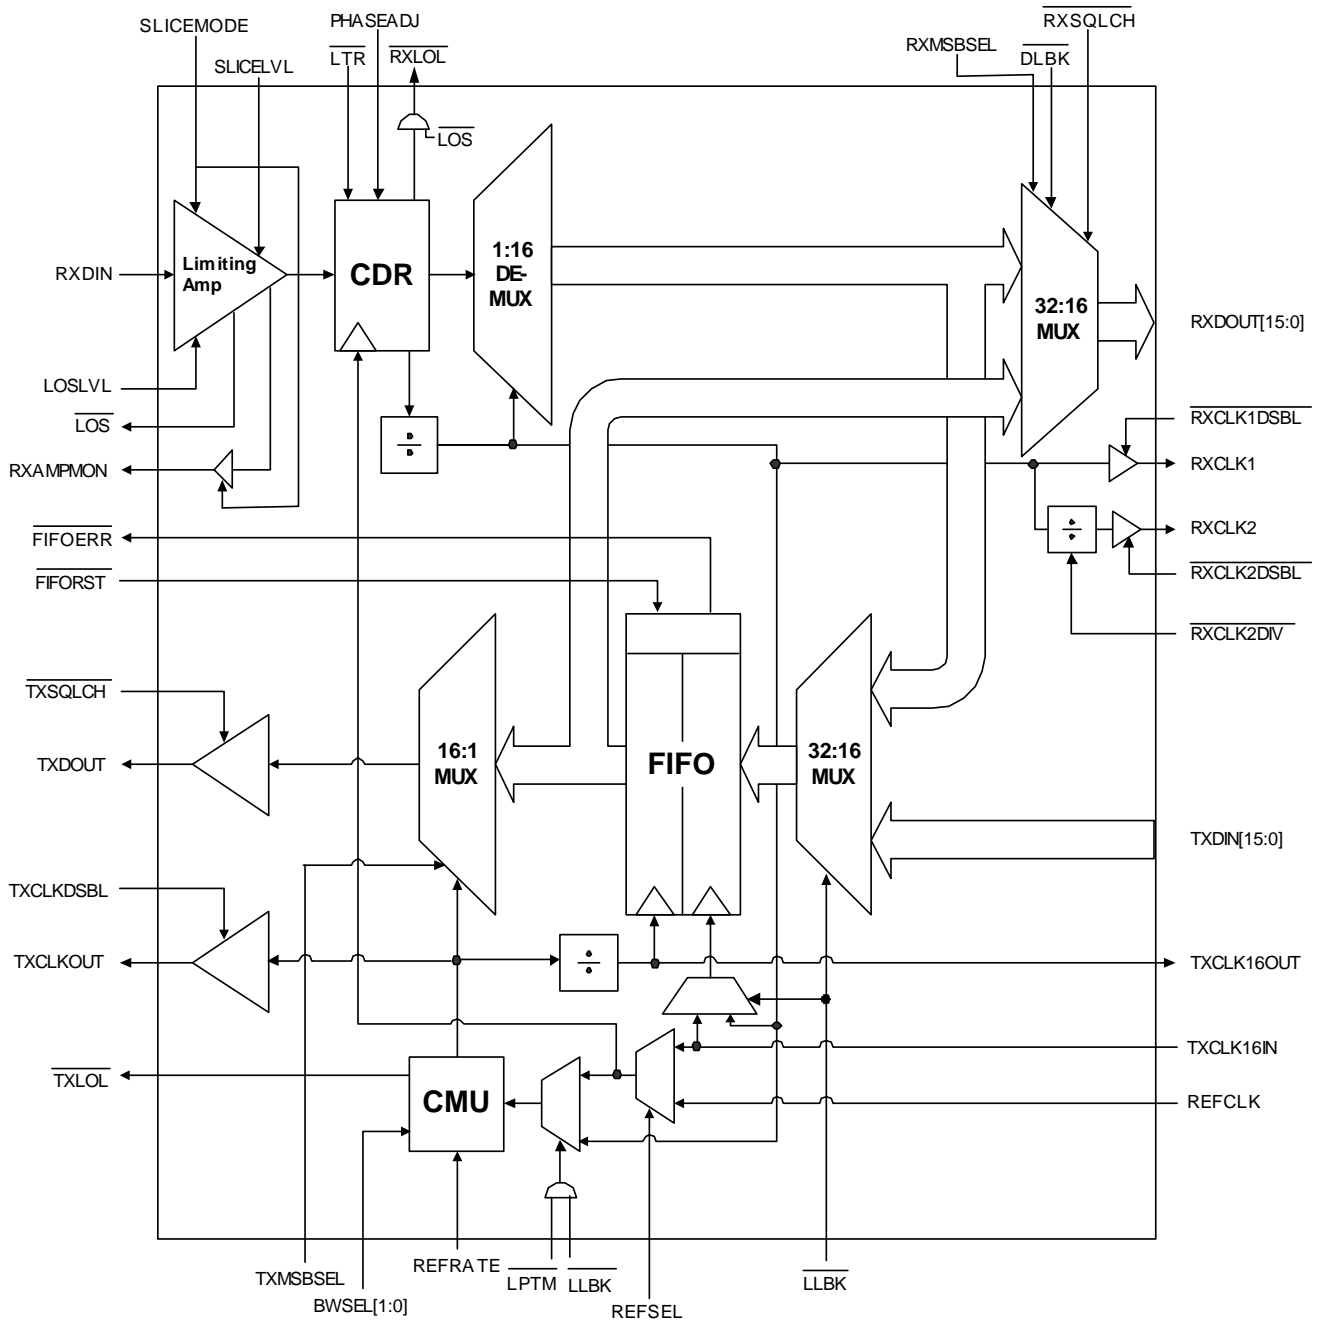 SLICEMODE
PHASEADJ
RXSQLCH
LTR
RXLOL
RXMSBSEL
DLBK
SLICELVL
LOS
RXDIN
Limiting
Amp
CDR
1:16
DE-
MUX
32:16
MUX
RXDOUT[15:0]
LOSLVL
LOS
RXCLK1DSBL
RXAMPMON
RXCLK1
÷
FIFOERR
÷
RXCLK2
FIFORST
RXCLK2DSBL
RXCLK2DIV
TXSQLCH
TXDOUT
16:1
MUX
FIFO
32:16
MUX
TXDIN[15:0]
TXCLKDSBL
TXCLKOUT
÷
TXCLK16OUT
TXCLK16IN
TXLOL
CMU
REFCLK
TXMSBSEL
REFRATE
LPTM
LLBK
LLBK
BWSEL[1:0]
REFSEL